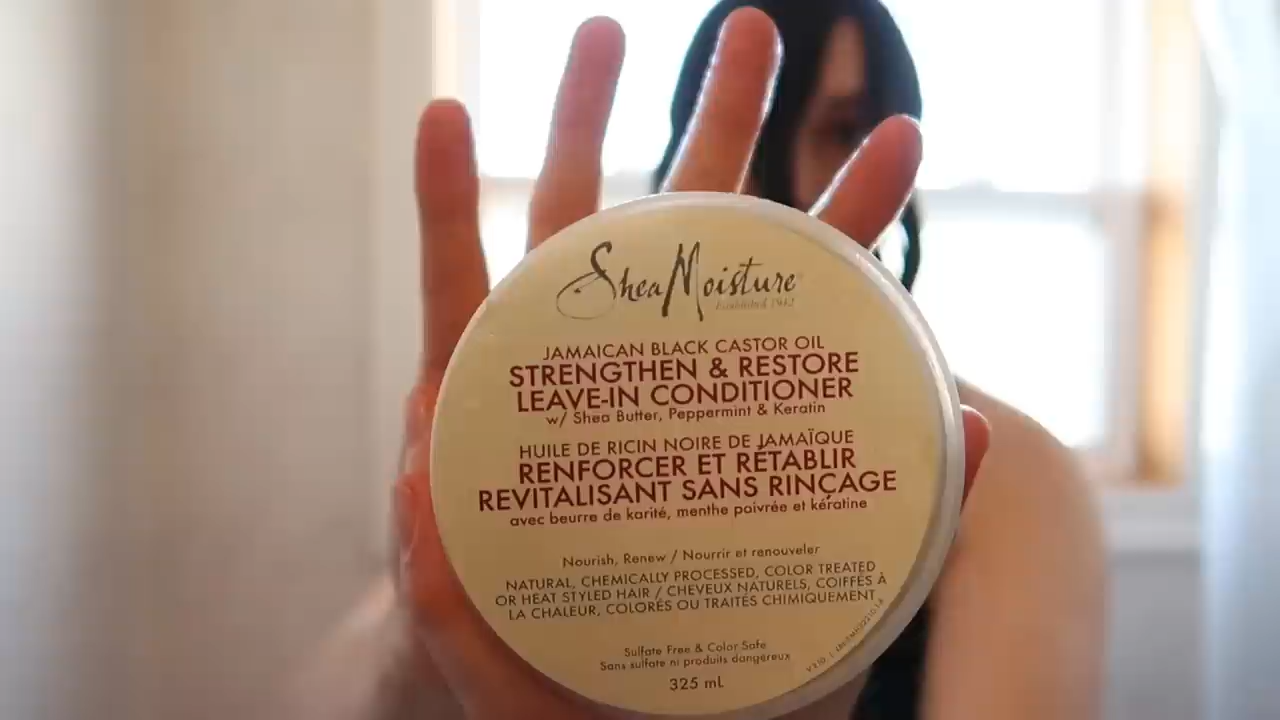 SheaMoisture
Established 1912
JAMAICAN BLACK CASTOR OIL
STRENGTHEN & RESTORE
LEAVE-IN CONDITIONER
w/ Shea Butter, Peppermint & Keratin
HUILE DE RICIN NOIRE DE JAMAÏQUE
RENFORCER ET RÉTABLIR
REVITALISANT SANS RINÇAGE
avec beurre de karité, menthe poivrée et kératine
Nourish, Renew / Nourrir et renouveler
NATURAL, CHEMICALLY PROCESSED, COLOR TREATED
OR HEAT STYLED HAIR / CHEVEUX NATURELS, COIFFÉS À
LA CHALEUR, COLORÉS OU TRAITÉS CHIMIQUEMENT
Sulfate Free & Color Safe
Sans sulfate ni produits dangereux
325 mL